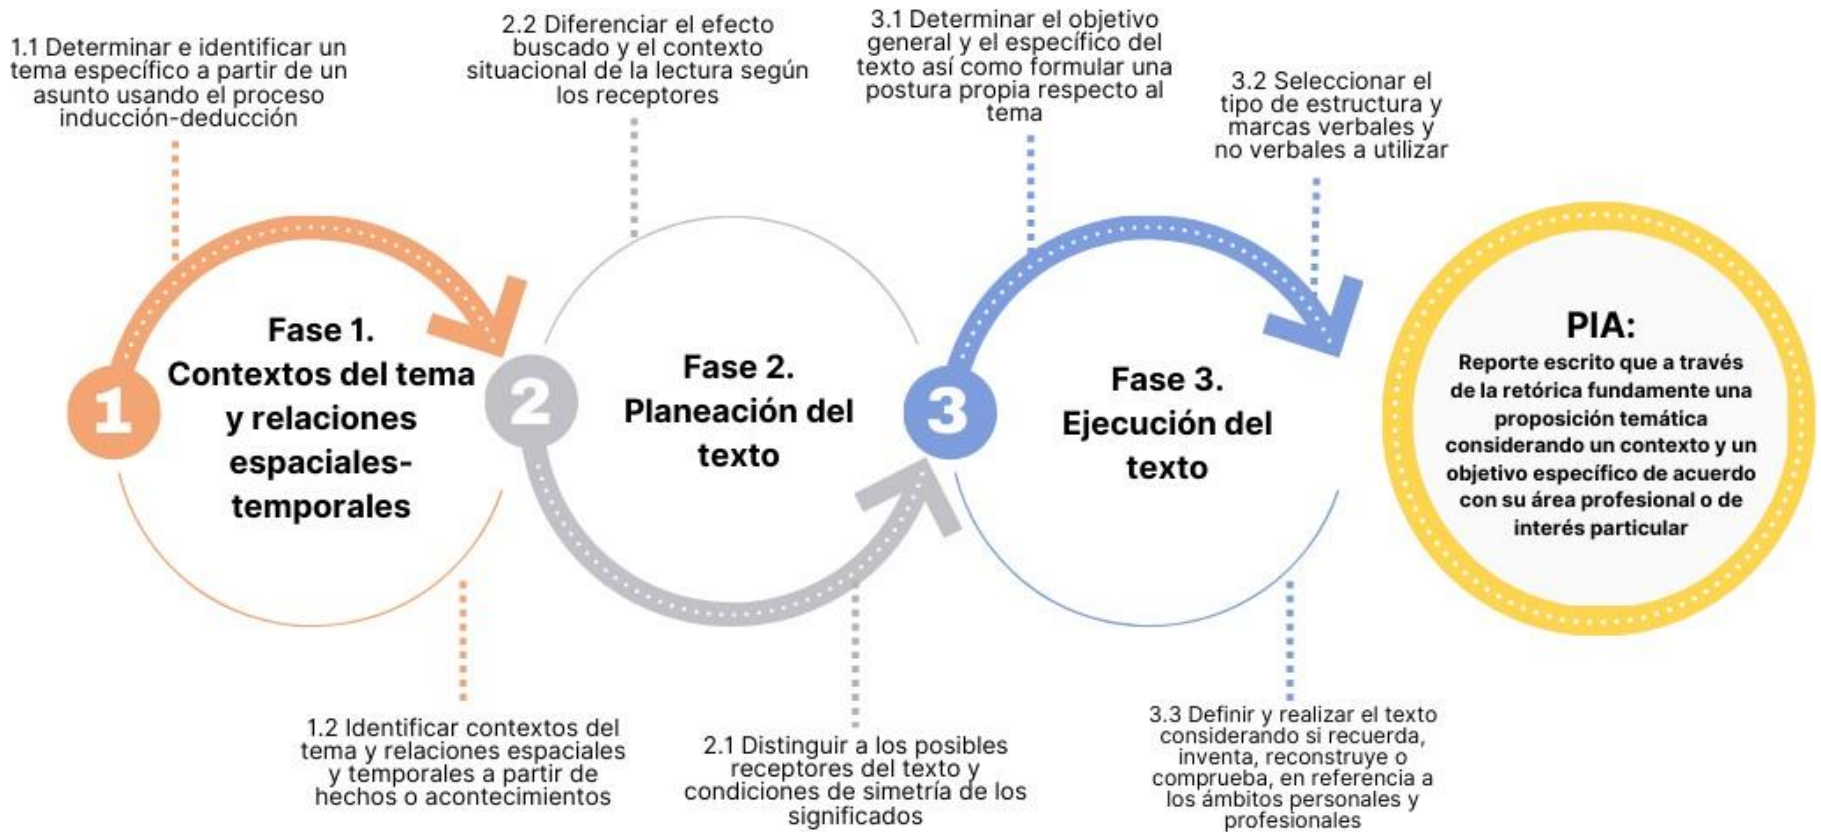 1.1 Determinar e identificar un
tema específico a partir de un
asunto usando el proceso
inducción-deducción
2.2 Diferenciar el efecto
buscado y el contexto
situacional de la lectura según
los receptores
3.1 Determinar el objetivo
general y el específico del
texto así como formular una
postura propia respecto al
tema
3.2 Seleccionar el
tipo de estructura y
marcas verbales y
no verbales a utilizar
1
Fase 1.
Contextos del tema
y relaciones
espaciales-
temporales
2
Fase 2.
Planeación del
texto
3
Fase 3.
Ejecución del
texto
PIA:
Reporte escrito que a través
de la retórica fundamente una
proposición temática
considerando un contexto y un
objetivo específico de acuerdo
con su área profesional o de
interés particular
1.2 Identificar contextos del
tema y relaciones espaciales
y temporales a partir de
hechos o acontecimientos
2.1 Distinguir a los posibles
receptores del texto y
condiciones de simetría de los
significados
3.3 Definir y realizar el texto
considerando si recuerda,
inventa, reconstruye o
comprueba, en referencia a
los ámbitos personales y
profesionales